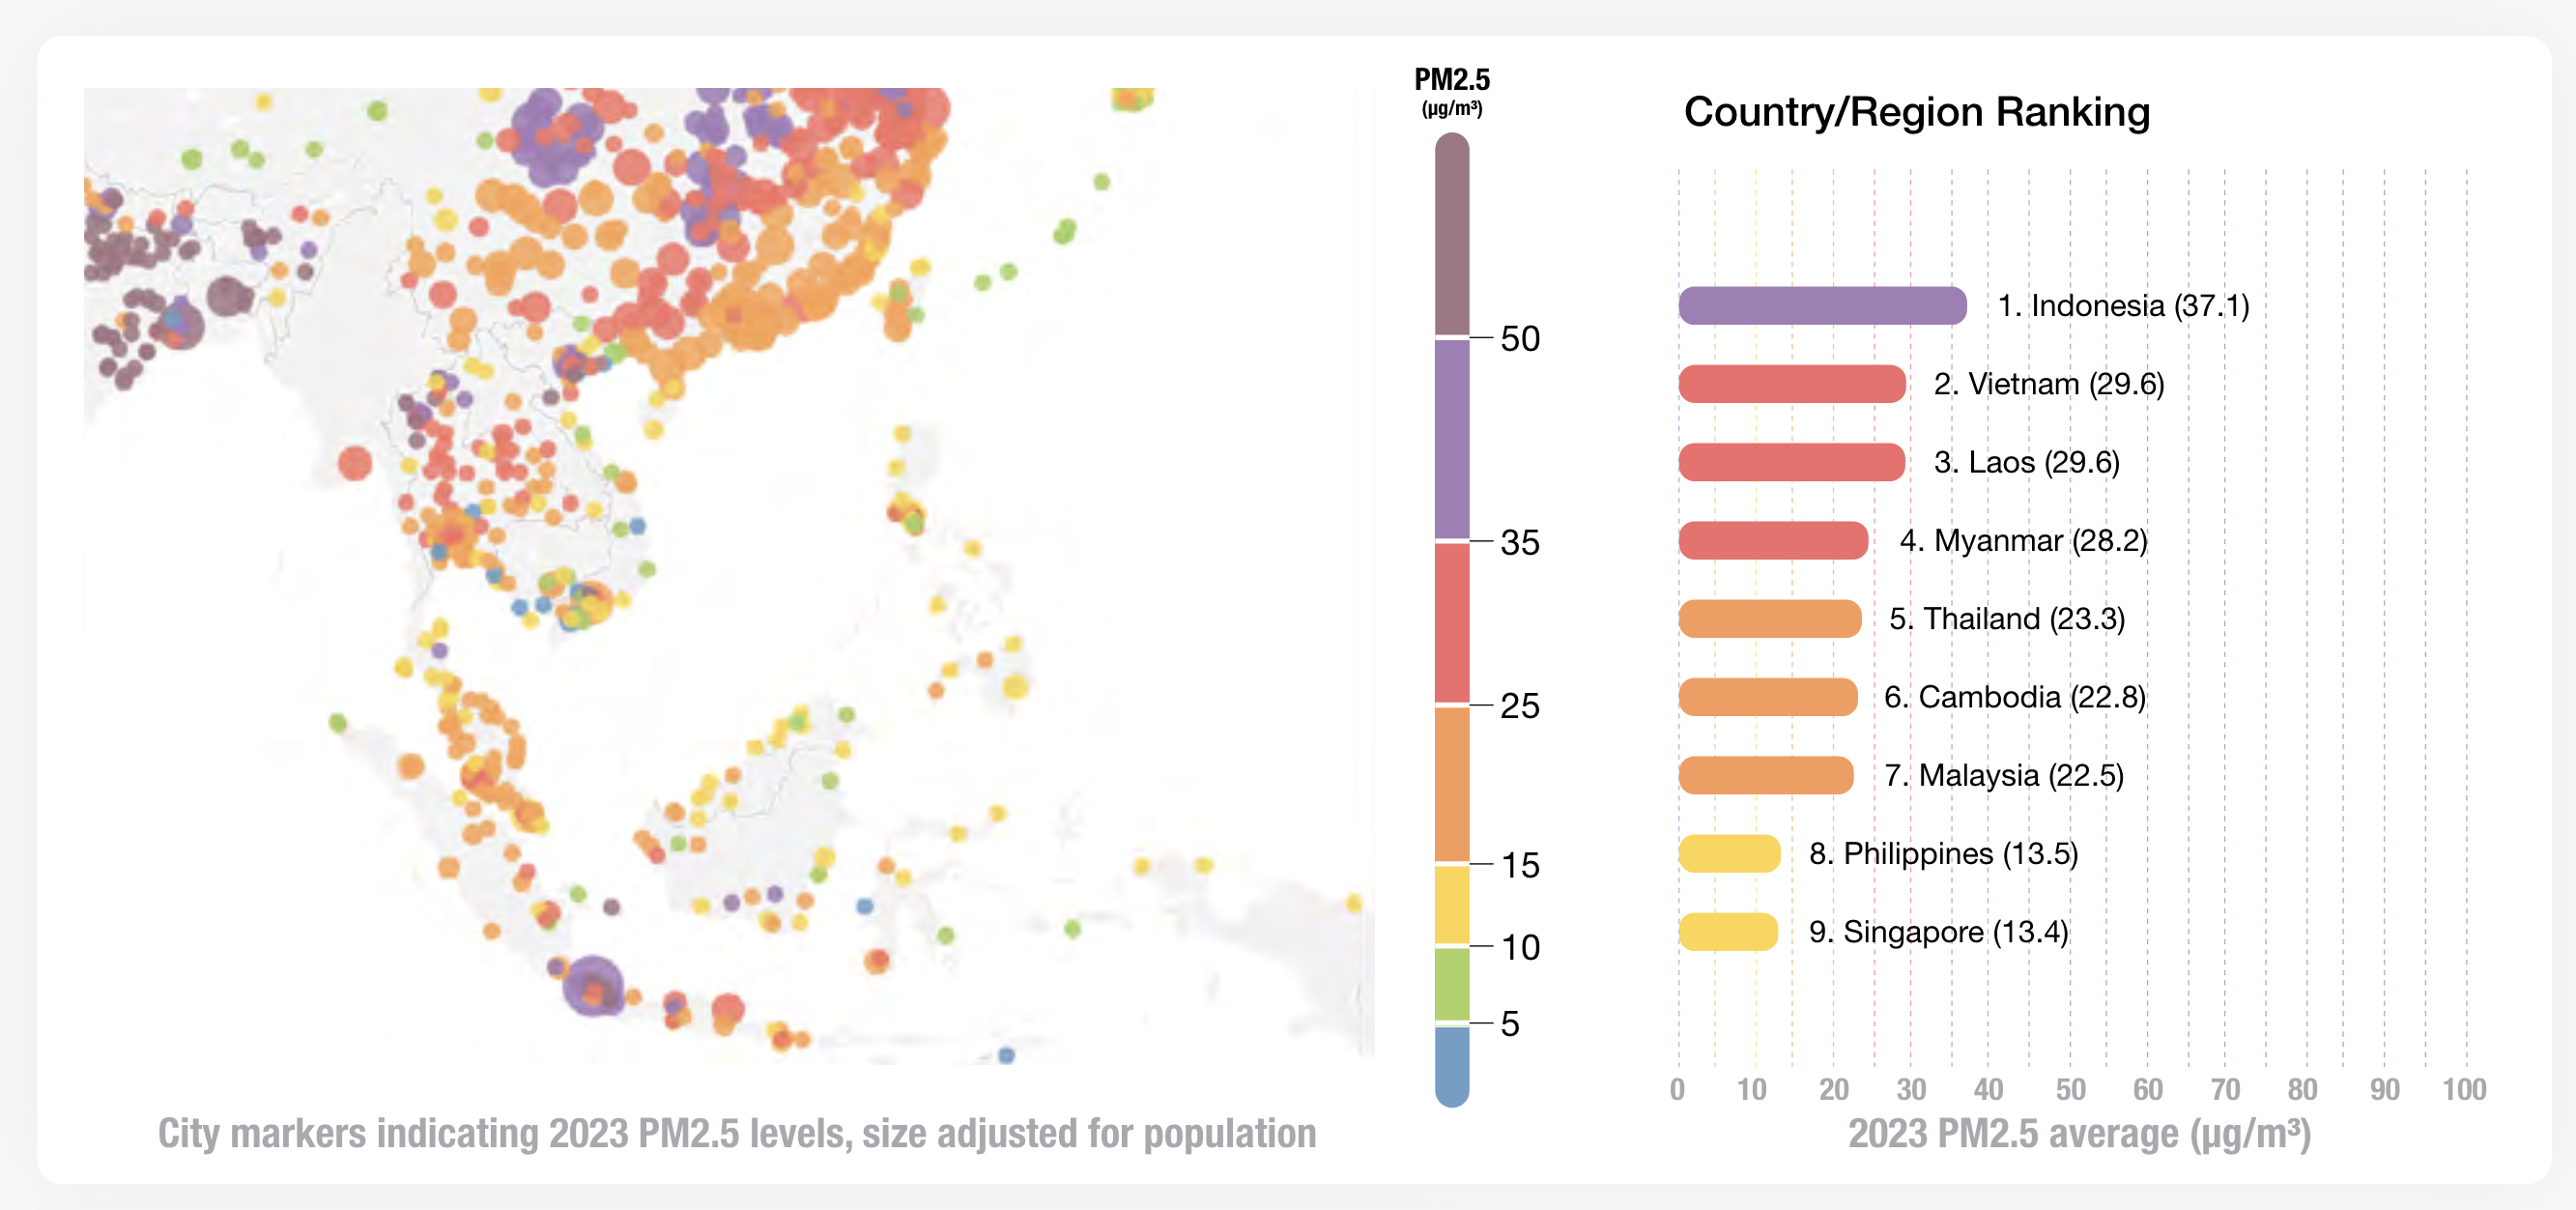 PM2.5
(µg/m³)
50
35
25
15
10
5
City markers indicating 2023 PM2.5 levels, size adjusted for population
Country/Region Ranking
1. Indonesia (37.1)
2. Vietnam (29.6)
3. Laos (29.6)
4. Myanmar (28.2)
5. Thailand (23.3)
6. Cambodia (22.8)
7. Malaysia (22.5)
8. Philippines (13.5)
9. Singapore (13.4)
0 10 20 30 40 50 60 70 80 90 100
2023 PM2.5 average (µg/m³)